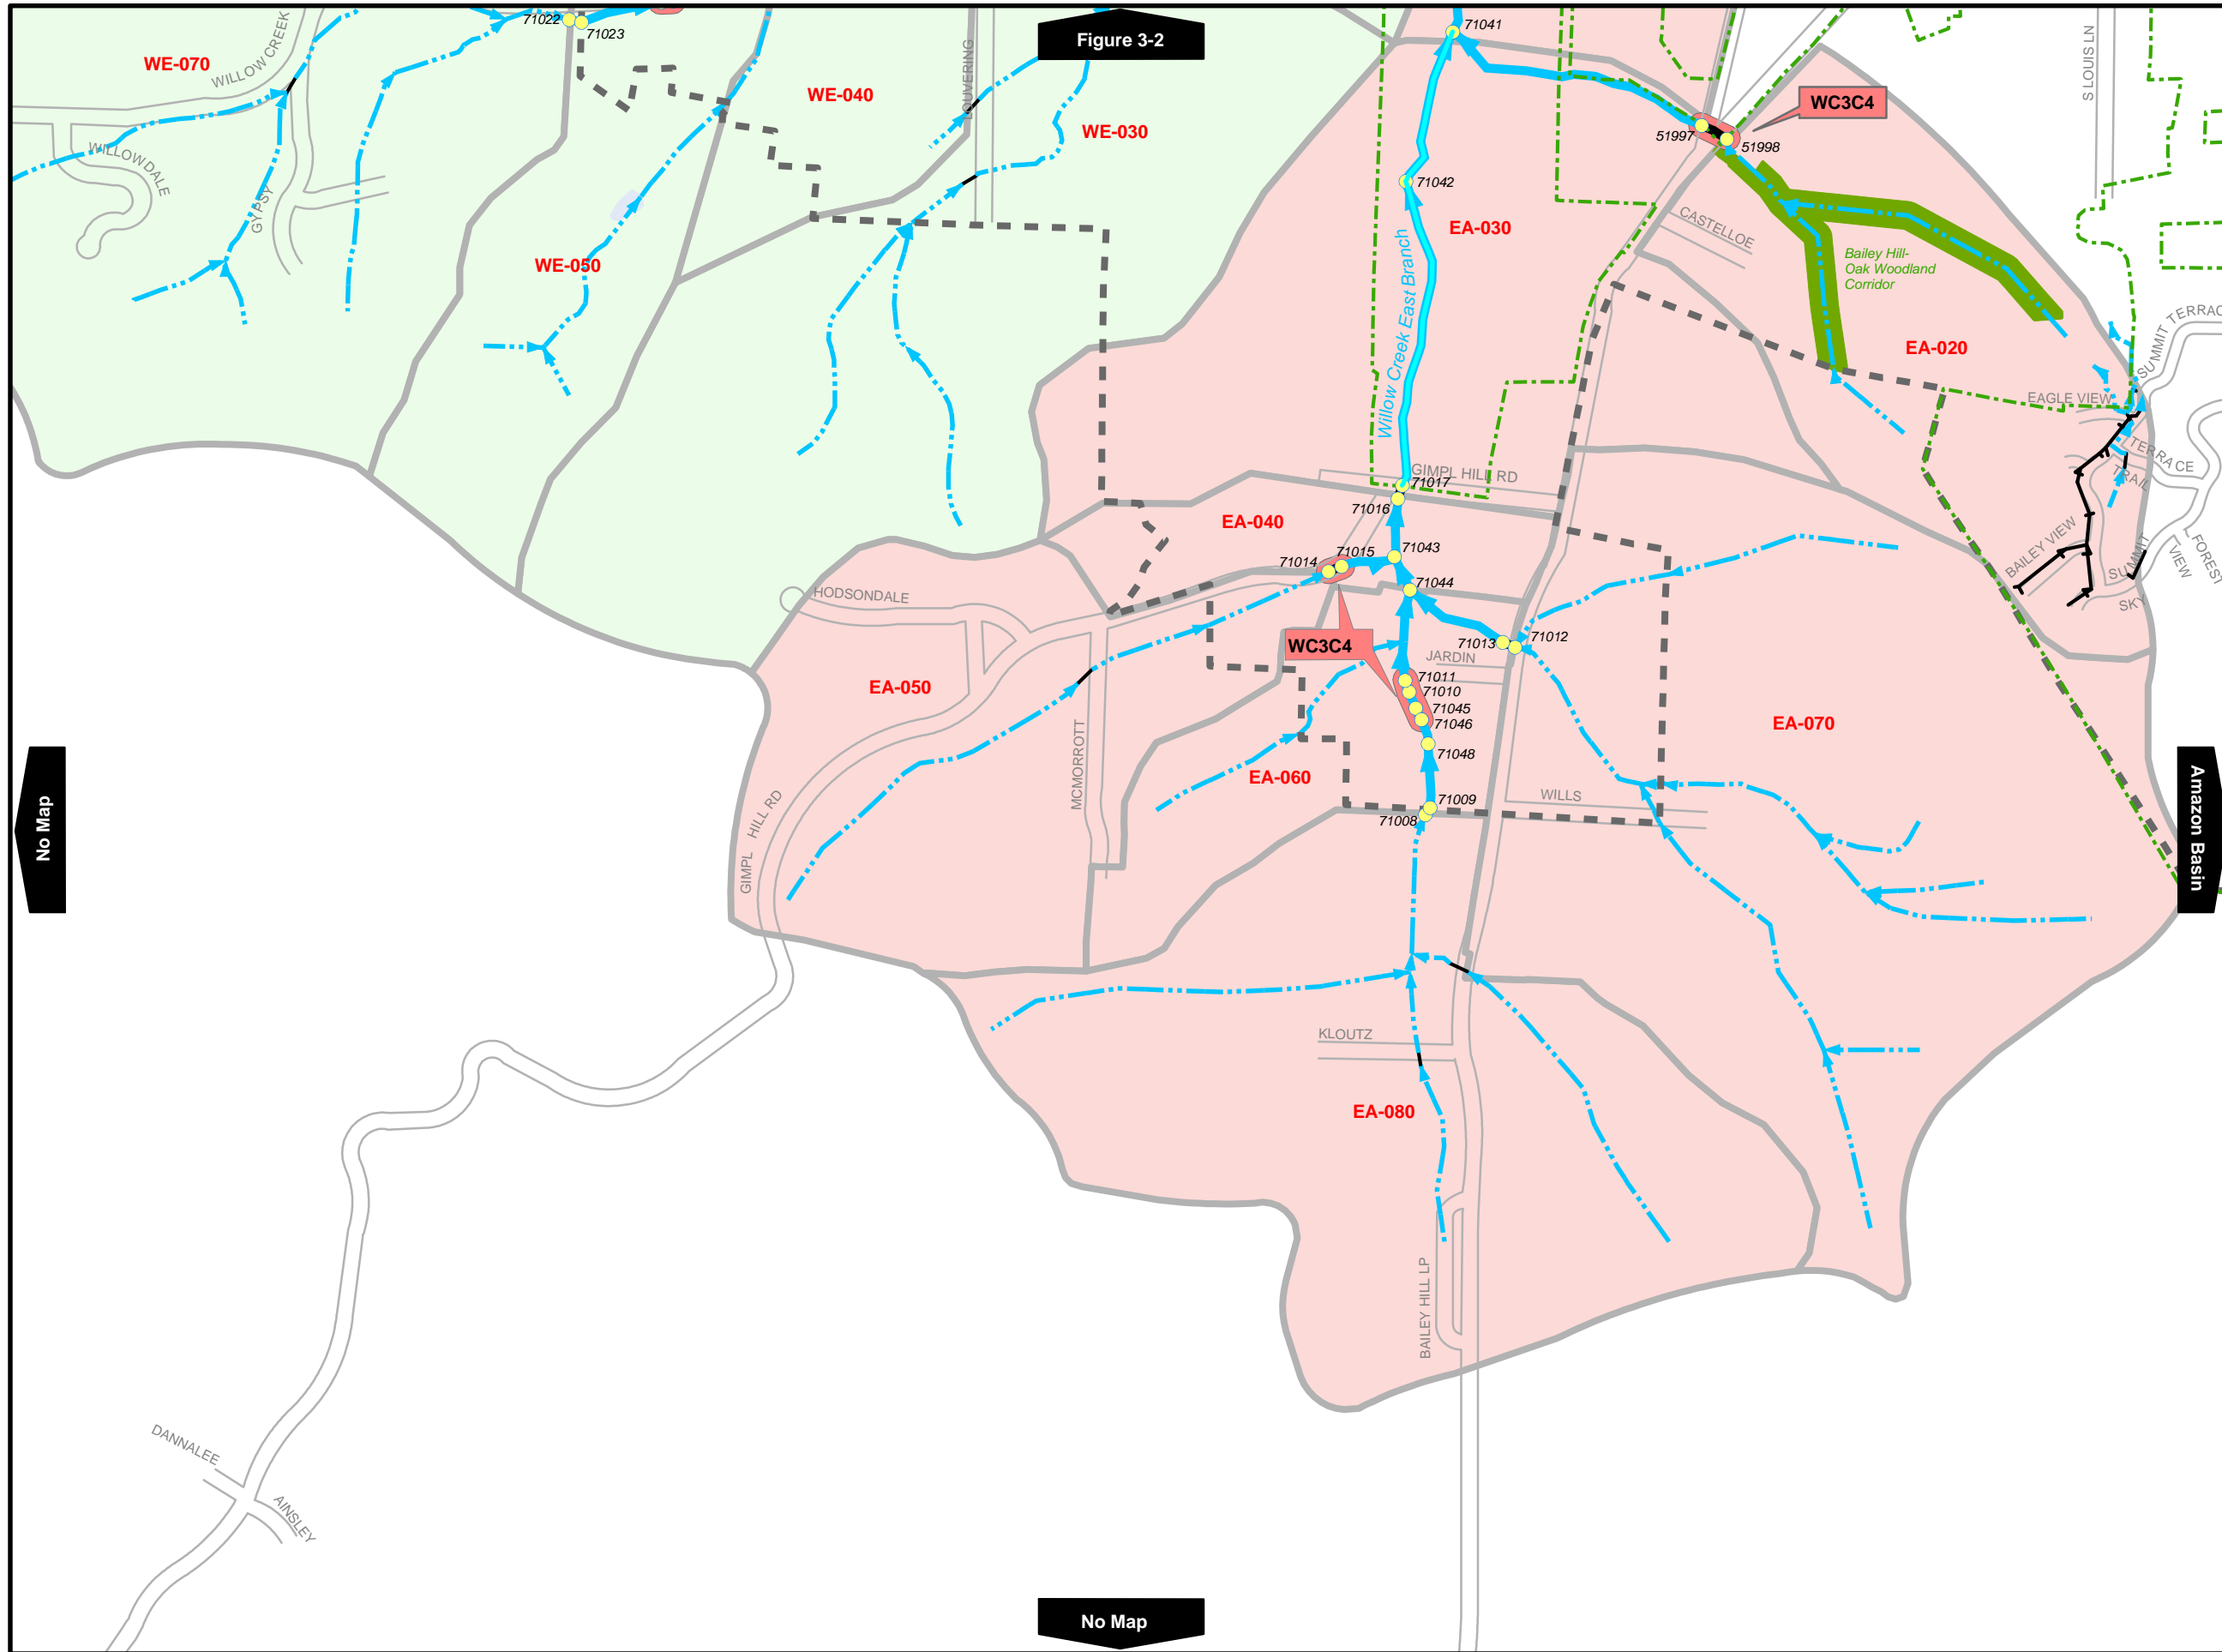 71022
71023
Figure 3-2
71041
S LOUIS LN
WE-070
WILLOW CREEK
LOUVERING
WE-040
WE-030
WC3C4
51997
51998
WILLOWDALE
GYPSY
71042
EA-030
CASTELLOE
WE-050
Bailey Hill-
Oak Woodland
Corridor
Willow Creek East Branch
EA-020
SUMMIT TERRAC
EAGLE VIEW
TERRACE
TRAIL
GIMPL HILL RD
71017
71016
EA-040
71015
71014
71043
71044
BAILEY VIEW
SUMMIT
SKY
FOREST
VIEW
HODSONDALE
WC3C4
71013
71012
JARDIN
71011
71010
71045
71046
71048
EA-050
EA-070
MCMORROTT
EA-060
GIMPL HILL RD
71009
71008
WILLS
No Map
Amazon Basin
KLOUTZ
EA-080
BAILEY HILL LP
DANNALEE
AINSLEY
No Map